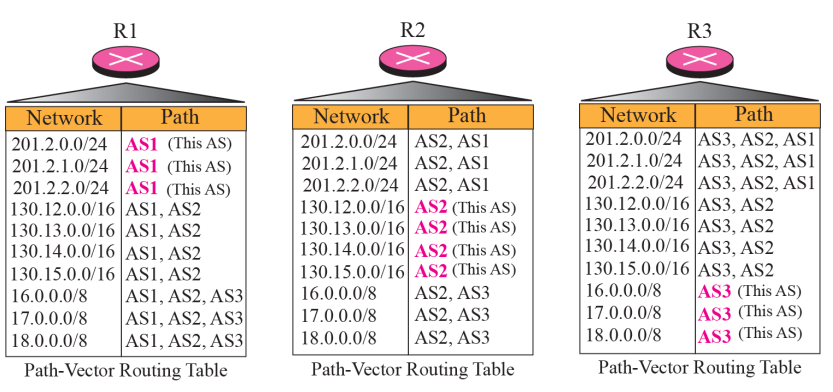 R1
Network Path
201.2.0.0/24 AS1 (This AS)
201.2.1.0/24 AS1 (This AS)
201.2.2.0/24 AS1 (This AS)
130.12.0.0/16 AS1, AS2
130.13.0.0/16 AS1, AS2
130.14.0.0/16 AS1, AS2
130.15.0.0/16 AS1, AS2
16.0.0.0/8 AS1, AS2, AS3
17.0.0.0/8 AS1, AS2, AS3
18.0.0.0/8 AS1, AS2, AS3
Path-Vector Routing Table
R2
Network Path
201.2.0.0/24 AS2, AS1
201.2.1.0/24 AS2, AS1
201.2.2.0/24 AS2, AS1
130.12.0.0/16 AS2 (This AS)
130.13.0.0/16 AS2 (This AS)
130.14.0.0/16 AS2 (This AS)
130.15.0.0/16 AS2 (This AS)
16.0.0.0/8 AS2, AS3
17.0.0.0/8 AS2, AS3
18.0.0.0/8 AS2, AS3
Path-Vector Routing Table
R3
Network Path
201.2.0.0/24 AS3, AS2, AS1
201.2.1.0/24 AS3, AS2, AS1
201.2.2.0/24 AS3, AS2, AS1
130.12.0.0/16 AS3, AS2
130.13.0.0/16 AS3, AS2
130.14.0.0/16 AS3, AS2
130.15.0.0/16 AS3, AS2
16.0.0.0/8 AS3 (This AS)
17.0.0.0/8 AS3 (This AS)
18.0.0.0/8 AS3 (This AS)
Path-Vector Routing Table